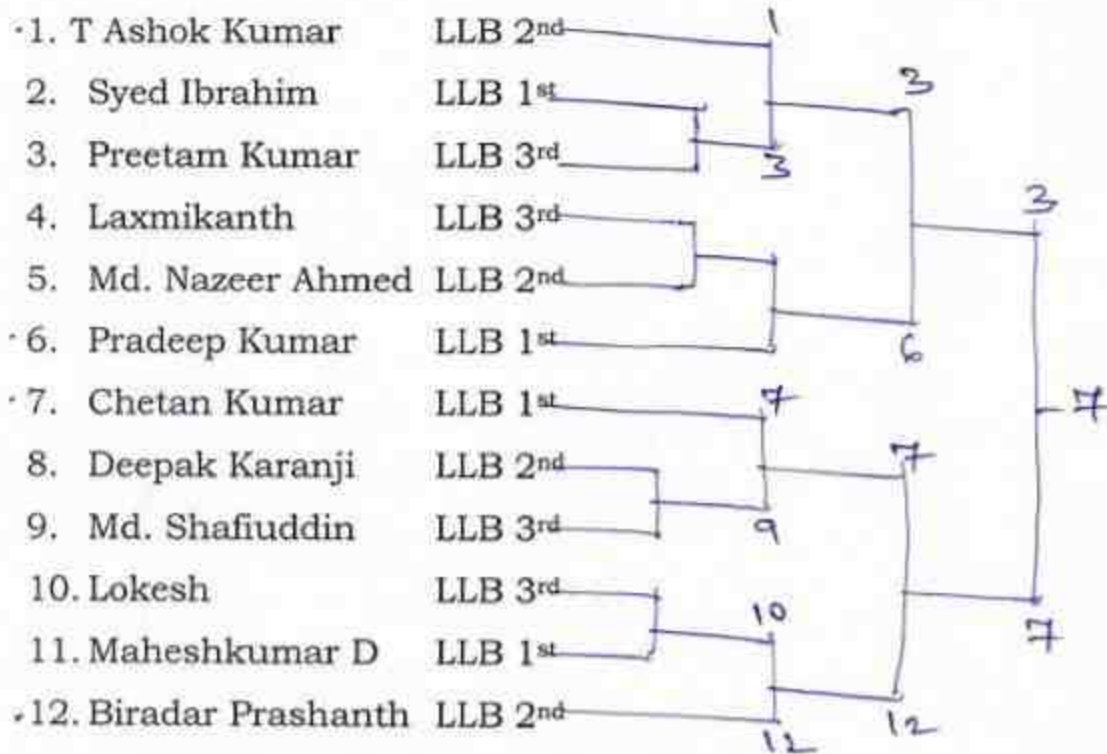 1. T Ashok Kumar LLB 2nd 1
2. Syed Ibrahim LLB 1st 3
3. Preetam Kumar LLB 3rd 3
4. Laxmikanth LLB 3rd 3
5. Md. Nazeer Ahmed LLB 2nd
6. Pradeep Kumar LLB 1st 6
7. Chetan Kumar LLB 1st 7 7
8. Deepak Karanji LLB 2nd 7
9. Md. Shafiuddin LLB 3rd 9
10. Lokesh LLB 3rd 10 7
11. Maheshkumar D LLB 1st
12. Biradar Prashanth LLB 2nd 12 12